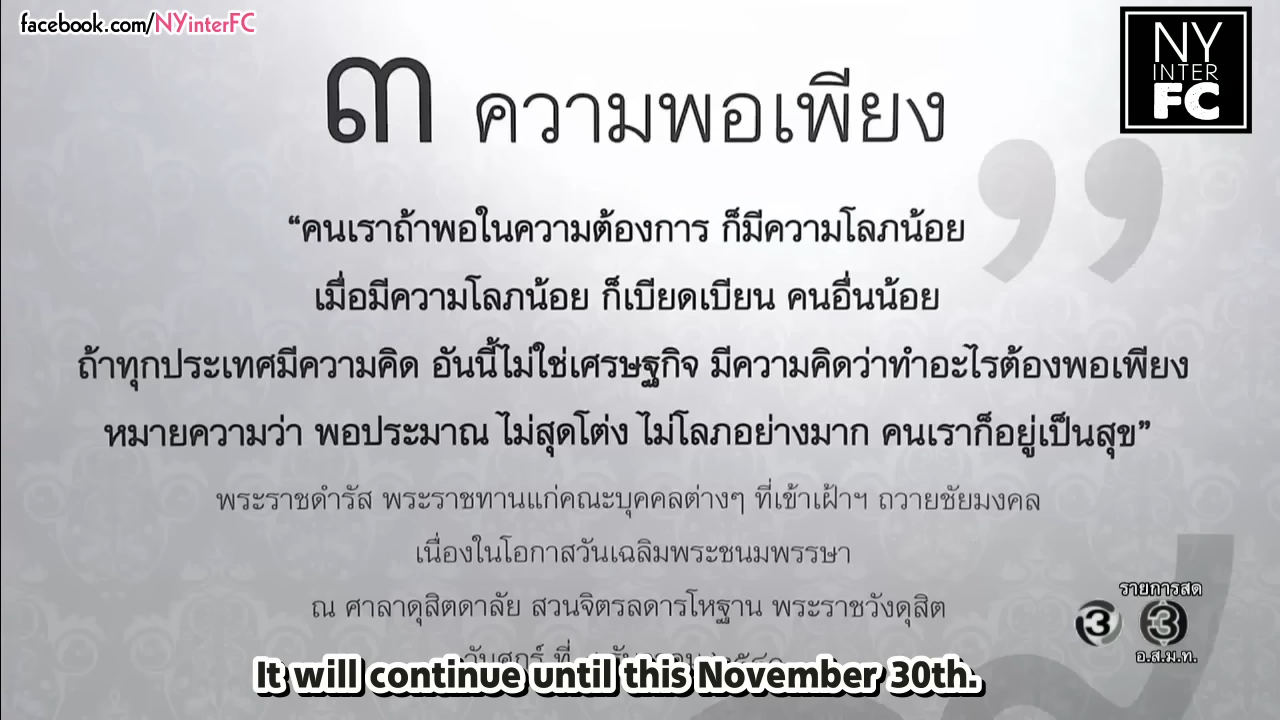 facebook.com/NYinterFC
NY
INTER
FC
๓ ความพอเพียง
“คนเราถ้าพอในความต้องการ ก็มีความโลภน้อย
เมื่อมีความโลภน้อย ก็เบียดเบียน คนอื่นน้อย
ถ้าทุกประเทศมีความคิด อันนี้ไม่ใช่เศรษฐกิจ มีความคิดว่าทำอะไรต้องพอเพียง
หมายความว่า พอประมาณ ไม่สุดโต่ง ไม่โลภอย่างมาก คนเราก็อยู่เป็นสุข”
พระราชดำรัส พระราชทานแก่คณะบุคคลต่างๆ ที่เข้าเฝ้าฯ ถวายชัยมงคล
เนื่องในโอกาสวันเฉลิมพระชนมพรรษา
ณ ศาลาดุสิตดาลัย สวนจิตรลดารโหฐาน พระราชวังดุสิต
รายการสด
3 3
อ.ส.ม.ท.
วันศุกร์ ที่
It will continue until this November 30th.